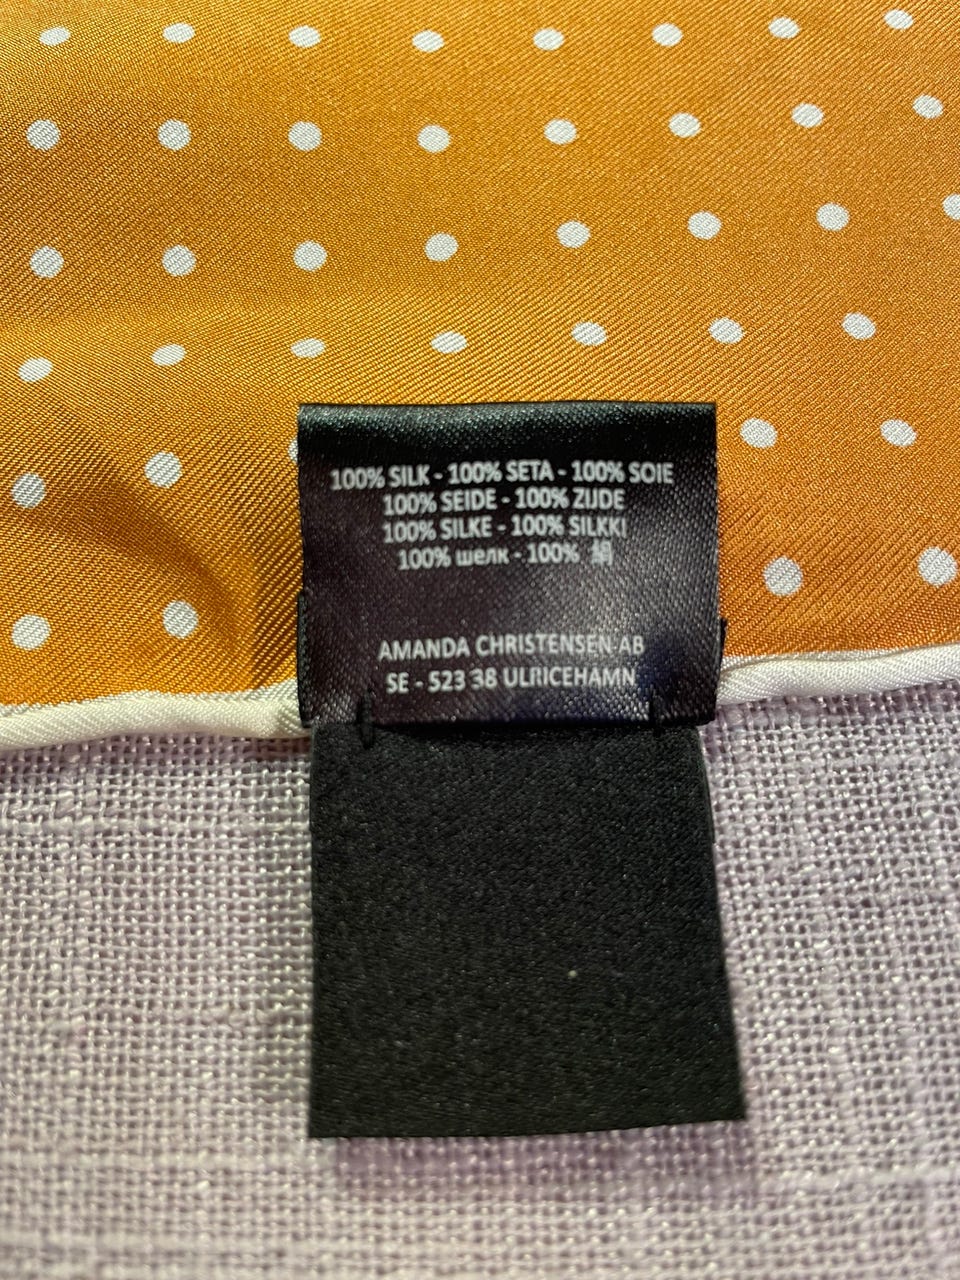 100% SILK - 100% SETA - 100% SOIE
100% SEIDE - 100% ZIJDE
100% SILKE - 100% SILKKI
100% шелк - 100% 絹
AMANDA CHRISTENSEN AB
SE - 523 38 ULRICEHAMN